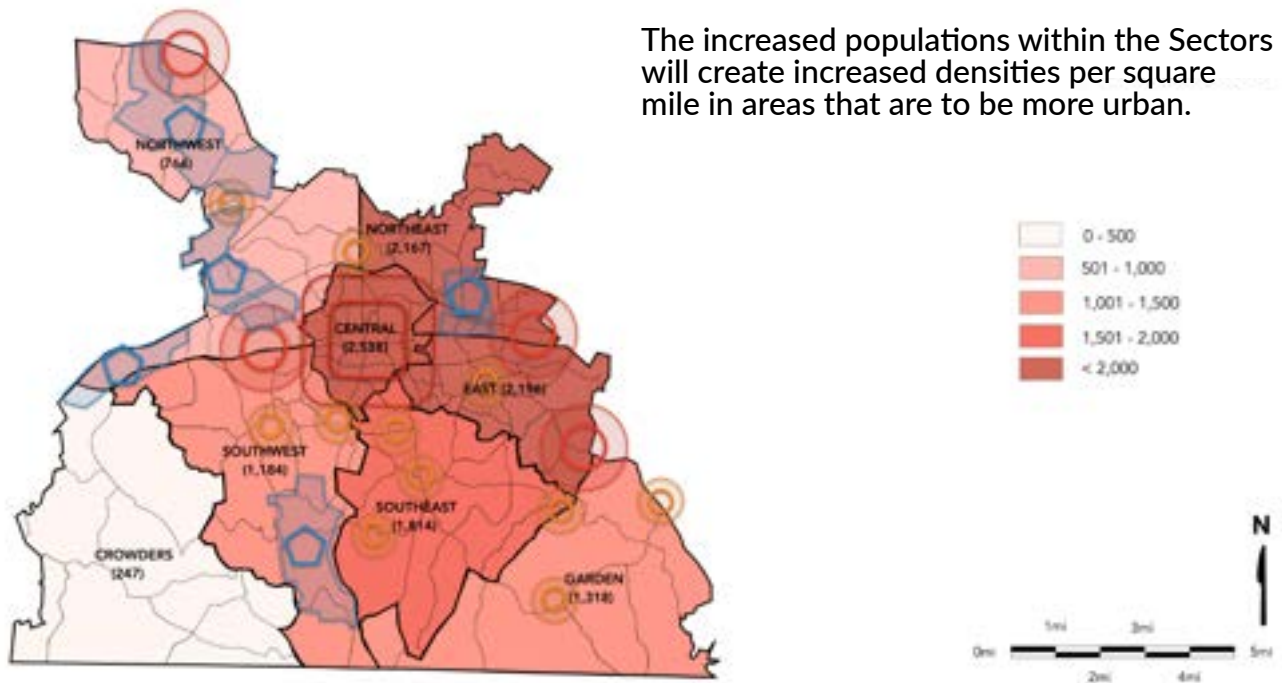 The increased populations within the Sectors
will create increased densities per square
mile in areas that are to be more urban.
NORTHWEST
(764)
NORTHEAST
(2,167)
0 - 500
501 - 1,000
1,001 - 1,500
1,501 - 2,000
< 2,000
CENTRAL
(2,538)
EAST (2,196)
SOUTHWEST
(1,184)
SOUTHEAST
(1,814)
CROWDERS
(247)
GARDEN
(1,318)
N
1mi
3mi
0mi
5mi
2mi
4mi